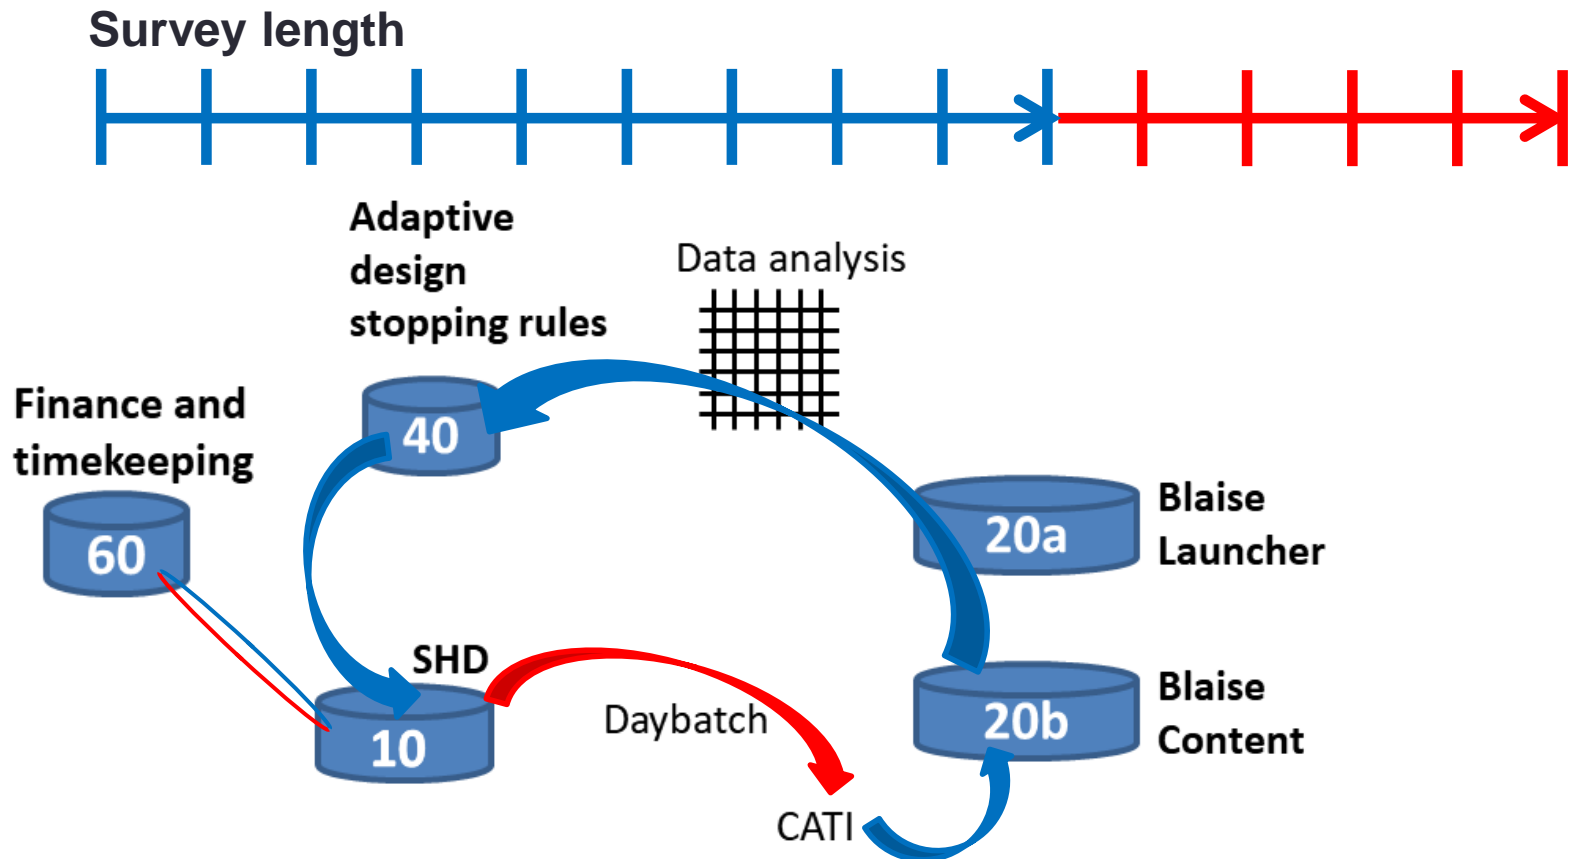 Survey length
Adaptive
design
stopping rules
Data analysis
Finance and
timekeeping
40
60
20a
Blaise
Launcher
SHD
10
Daybatch
20b
Blaise
Content
CATI